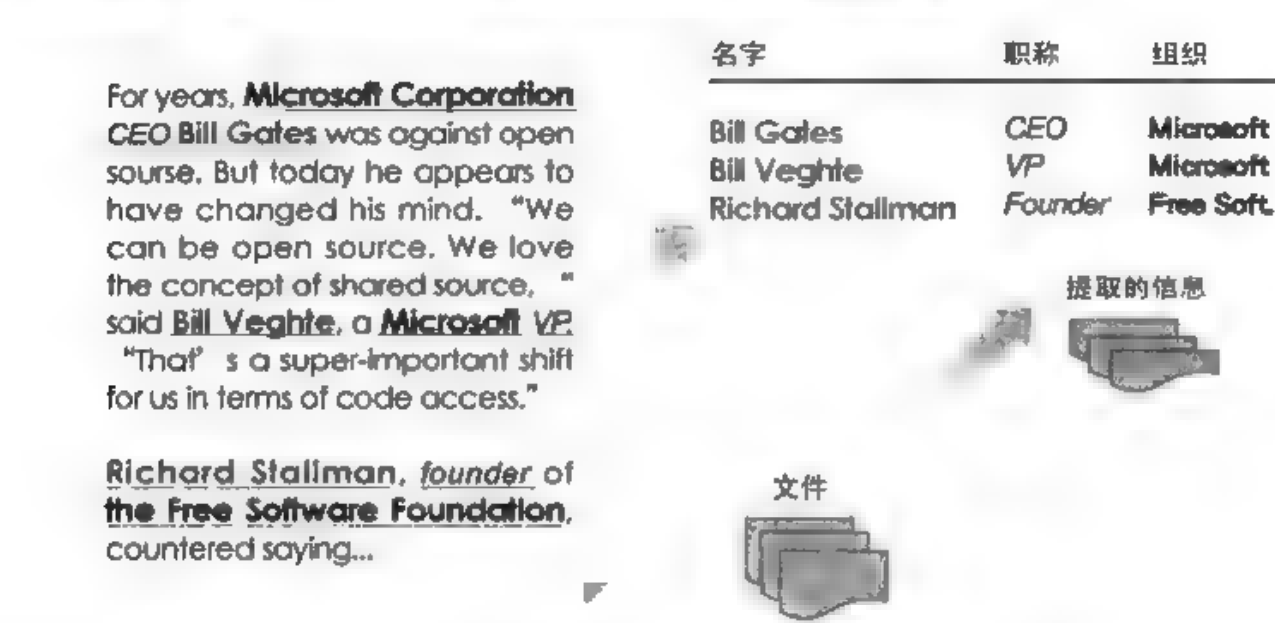 For years, Microsoft Corporation
CEO Bill Gates was against open
sourse. But today he appears to
have changed his mind. "We
can be open source. We love
the concept of shared source, "
said Bill Veghte, a Microsoft VP.
"That' s a super-important shift
for us in terms of code access."
Richard Stallman, founder of
the Free Software Foundation,
countered saying...
名字 职称 组织
Bill Gates CEO Microsoft
Bill Veghte VP Microsoft
Richard Stallman Founder Free Soft.
提取的信息
文件